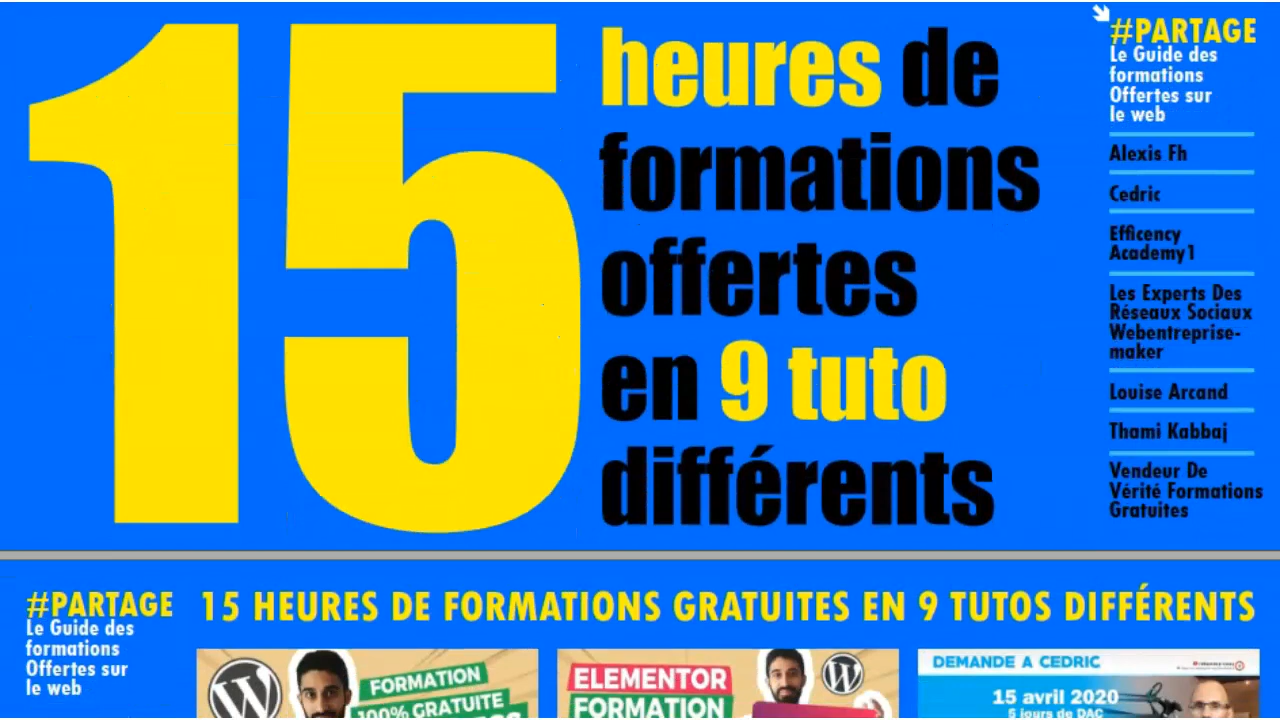 15
heures de
formations
offertes
en 9 tuto
différents
#PARTAGE
Le Guide des
formations
Offertes sur
le web
Alexis Fh
Cedric
Efficency
Academy1
Les Experts Des
Réseaux Sociaux
Webentreprise-
maker
Louise Arcand
Thami Kabbaj
Vendeur De
Vérité Formations
Gratuites
#PARTAGE
Le Guide des
formations
Offertes sur
le web
15 HEURES DE FORMATIONS GRATUITES EN 9 TUTOS DIFFÉRENTS
FORMATION
100% GRATUITE
ELEMENTOR
FORMATION
DEMANDE A CEDRIC
15 avril 2020
5 jours de DAC